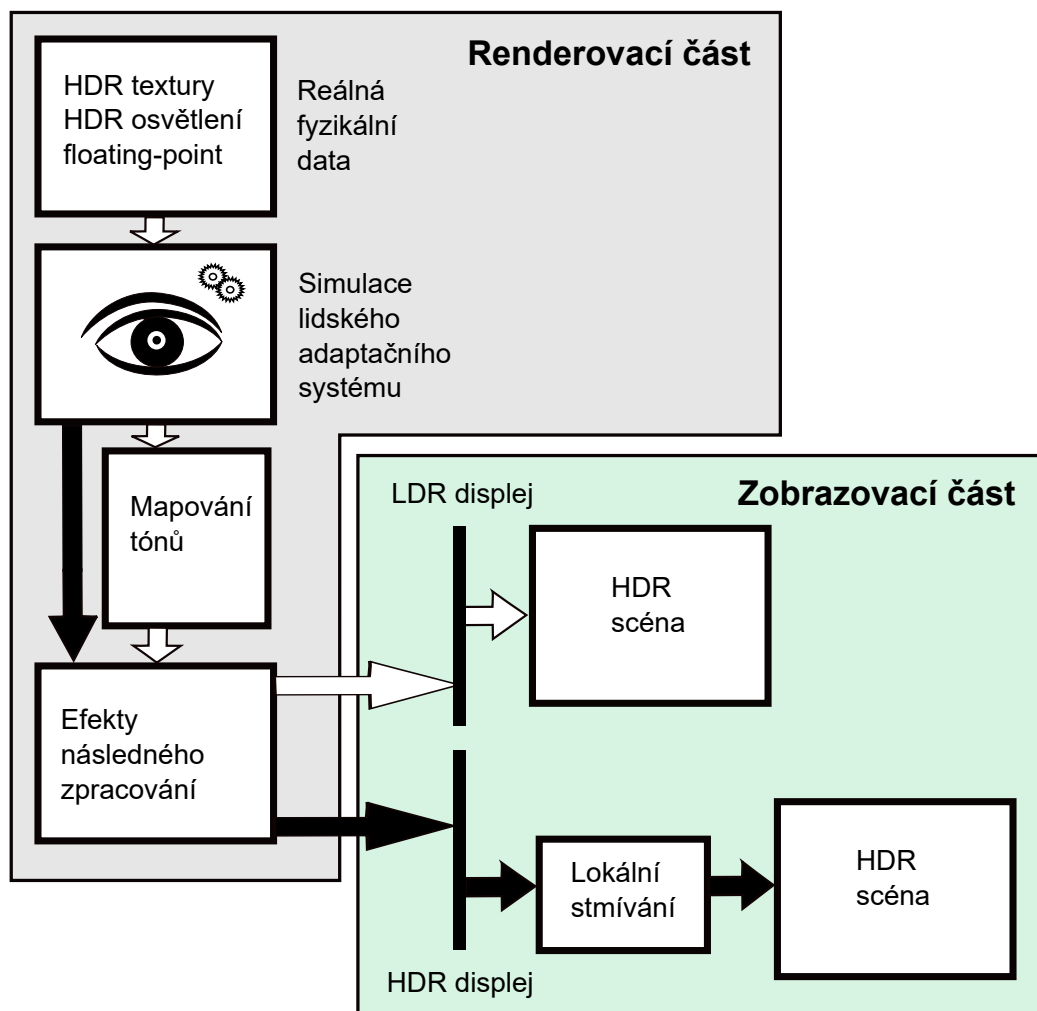 Renderovací část
HDR textury
HDR osvětlení
floating-point
Reálná
fyzikální
data
Simulace
lidského
adaptačního
systému
Mapování
tónů
Efekty
následného
zpracování
Zobrazovací část
LDR displej
HDR
scéna
Lokální
stmívání
HDR
scéna
HDR displej